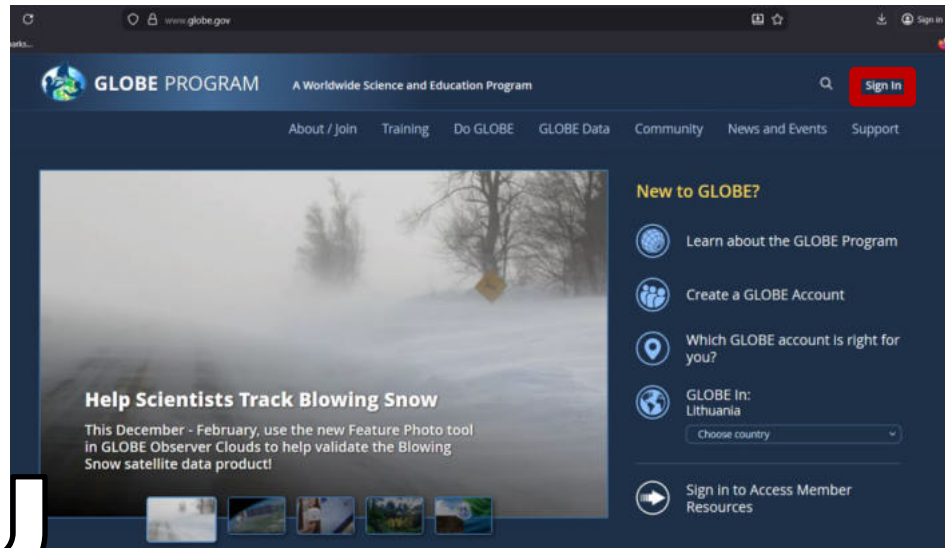 arks...
www.globe.gov
Sign in
GLOBE PROGRAM
A Worldwide Science and Education Program
Sign In
About / Join
Training
Do GLOBE
GLOBE Data
Community
News and Events
Support
Help Scientists Track Blowing Snow
This December - February, use the new Feature Photo tool
in GLOBE Observer Clouds to help validate the Blowing
Snow satellite data product!
New to GLOBE?
Learn about the GLOBE Program
Create a GLOBE Account
Which GLOBE account is right for
you?
GLOBE In:
Lithuania
Choose country
Sign in to Access Member
Resources